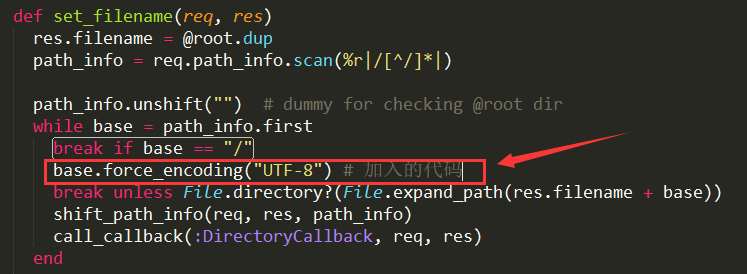 def set_filename(req, res)
  res.filename = @root.dup
  path_info = req.path_info.scan(%r|/[^/]*|)

  path_info.unshift("")  # dummy for checking @root dir
  while base = path_info.first
    break if base == "/"
    base.force_encoding("UTF-8") # 加入的代码
    break unless File.directory?(File.expand_path(res.filename + base))
    shift_path_info(req, res, path_info)
    call_callback(:DirectoryCallback, req, res)
  end